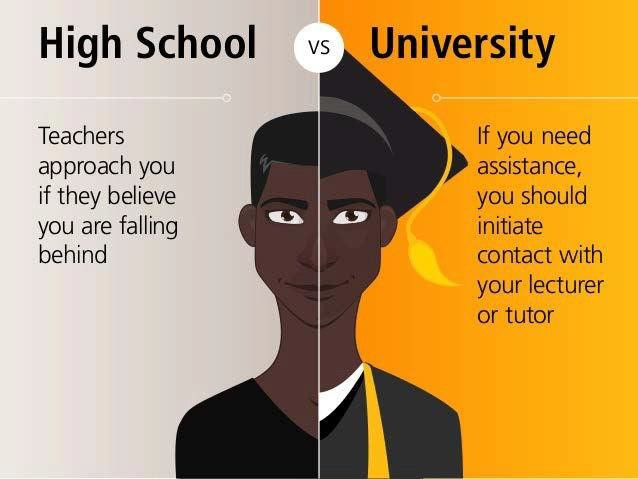 High School
VS
University
Teachers
approach you
if they believe
you are falling
behind
If you need
assistance,
you should
initiate
contact with
your lecturer
or tutor